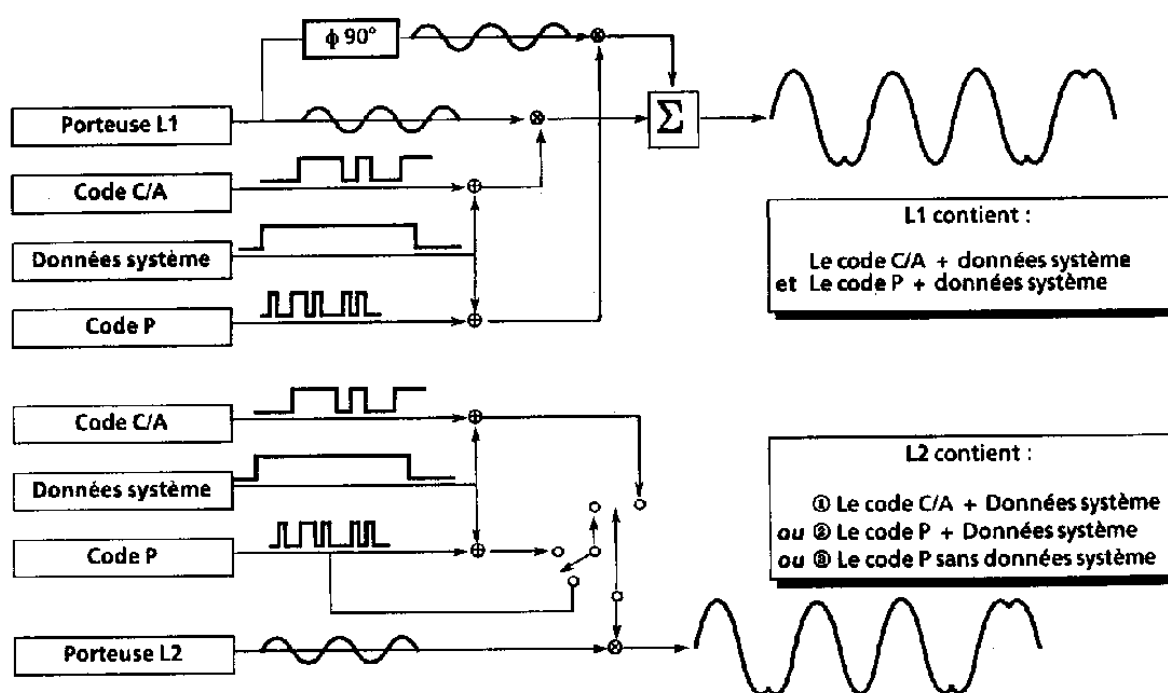 ϕ 90°
Porteuse L1
Σ
Code C/A
Données système
Code P
L1 contient :
Le code C/A + données système
et Le code P + données système
Code C/A
Données système
Code P
Porteuse L2
L2 contient :
① Le code C/A + Données système
ou ② Le code P + Données système
ou ③ Le code P sans données système